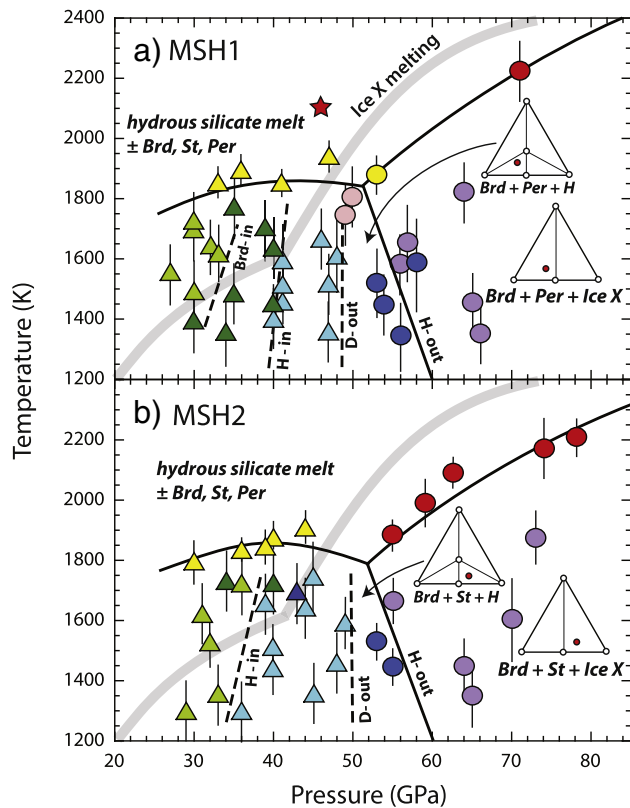 a) MSH1
2400
2200
2000
1800
1600
1400
1200
Ice X melting
hydrous silicate melt
± Brd, St, Per
Brd-in
H - in
D- out
H- out
Brd + Per + H
Brd + Per + Ice X
Temperature (K)
b) MSH2
2200
2000
1800
1600
1400
1200
hydrous silicate melt
± Brd, St, Per
H - in
D- out
H- out
Brd + St + H
Brd + St + Ice X
20 30 40 50 60 70 80
Pressure (GPa)